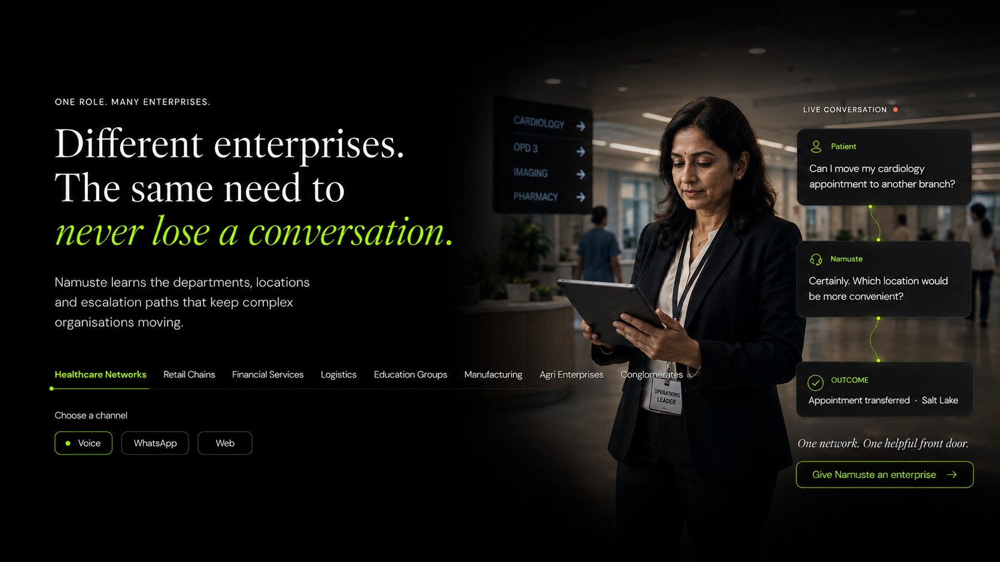 ONE ROLE. MANY ENTERPRISES.
Different enterprises.
The same need to
never lose a conversation.
Namuste learns the departments, locations
and escalation paths that keep complex
organisations moving.
Healthcare Networks
Retail Chains
Financial Services
Logistics
Education Groups
Manufacturing
Agri Enterprises
Conglomerates
Choose a channel
Voice
WhatsApp
Web
CARDIOLOGY →
OPD 3 →
IMAGING →
PHARMACY →
OPERATIONS
LEADER
LIVE CONVERSATION
Patient
Can I move my cardiology
appointment to another branch?
Namuste
Certainly. Which location would
be more convenient?
OUTCOME
Appointment transferred · Salt Lake
One network. One helpful front door.
Give Namuste an enterprise →